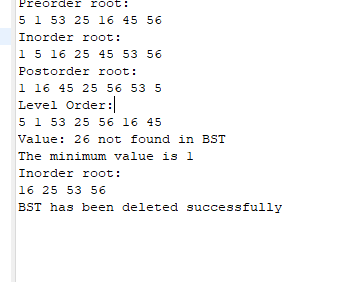 Preorder root:
5 1 53 25 16 45 56
Inorder root:
1 5 16 25 45 53 56
Postorder root:
1 16 45 25 56 53 5
Level Order:
5 1 53 25 56 16 45
Value: 26 not found in BST
The minimum value is 1
Inorder root:
16 25 53 56
BST has been deleted successfully